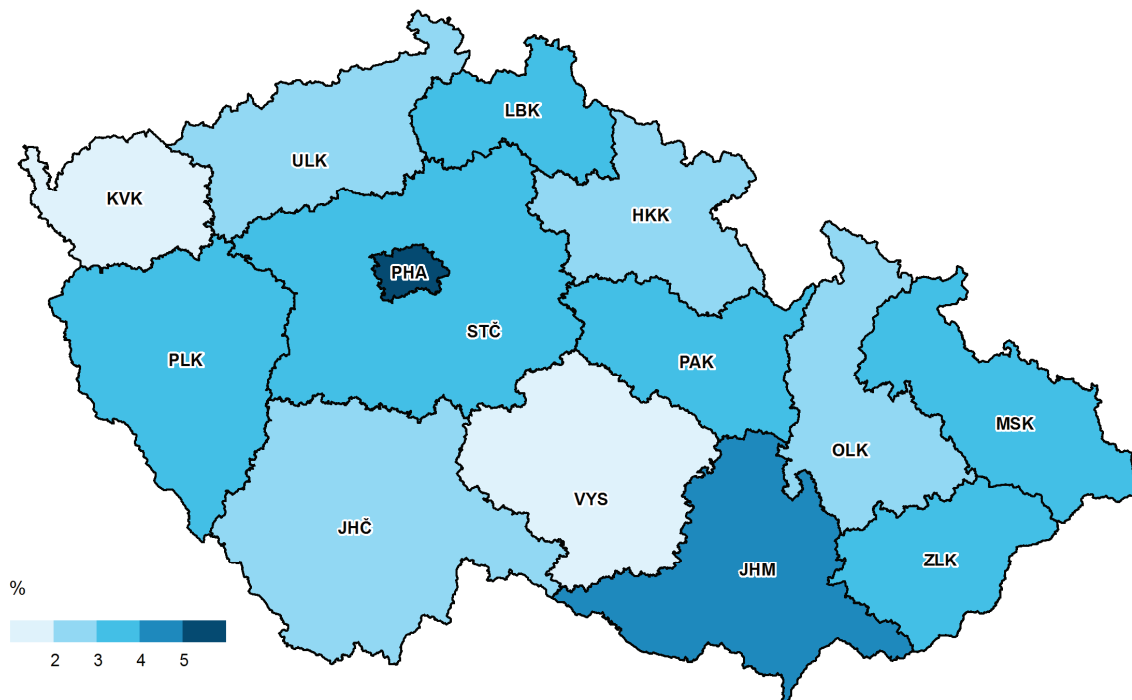 LBK
ULK
KVK
HKK
PHA
STČ
PLK
PAK
MSK
OLK
VYS
JHČ
ZLK
JHM
%
2 3 4 5